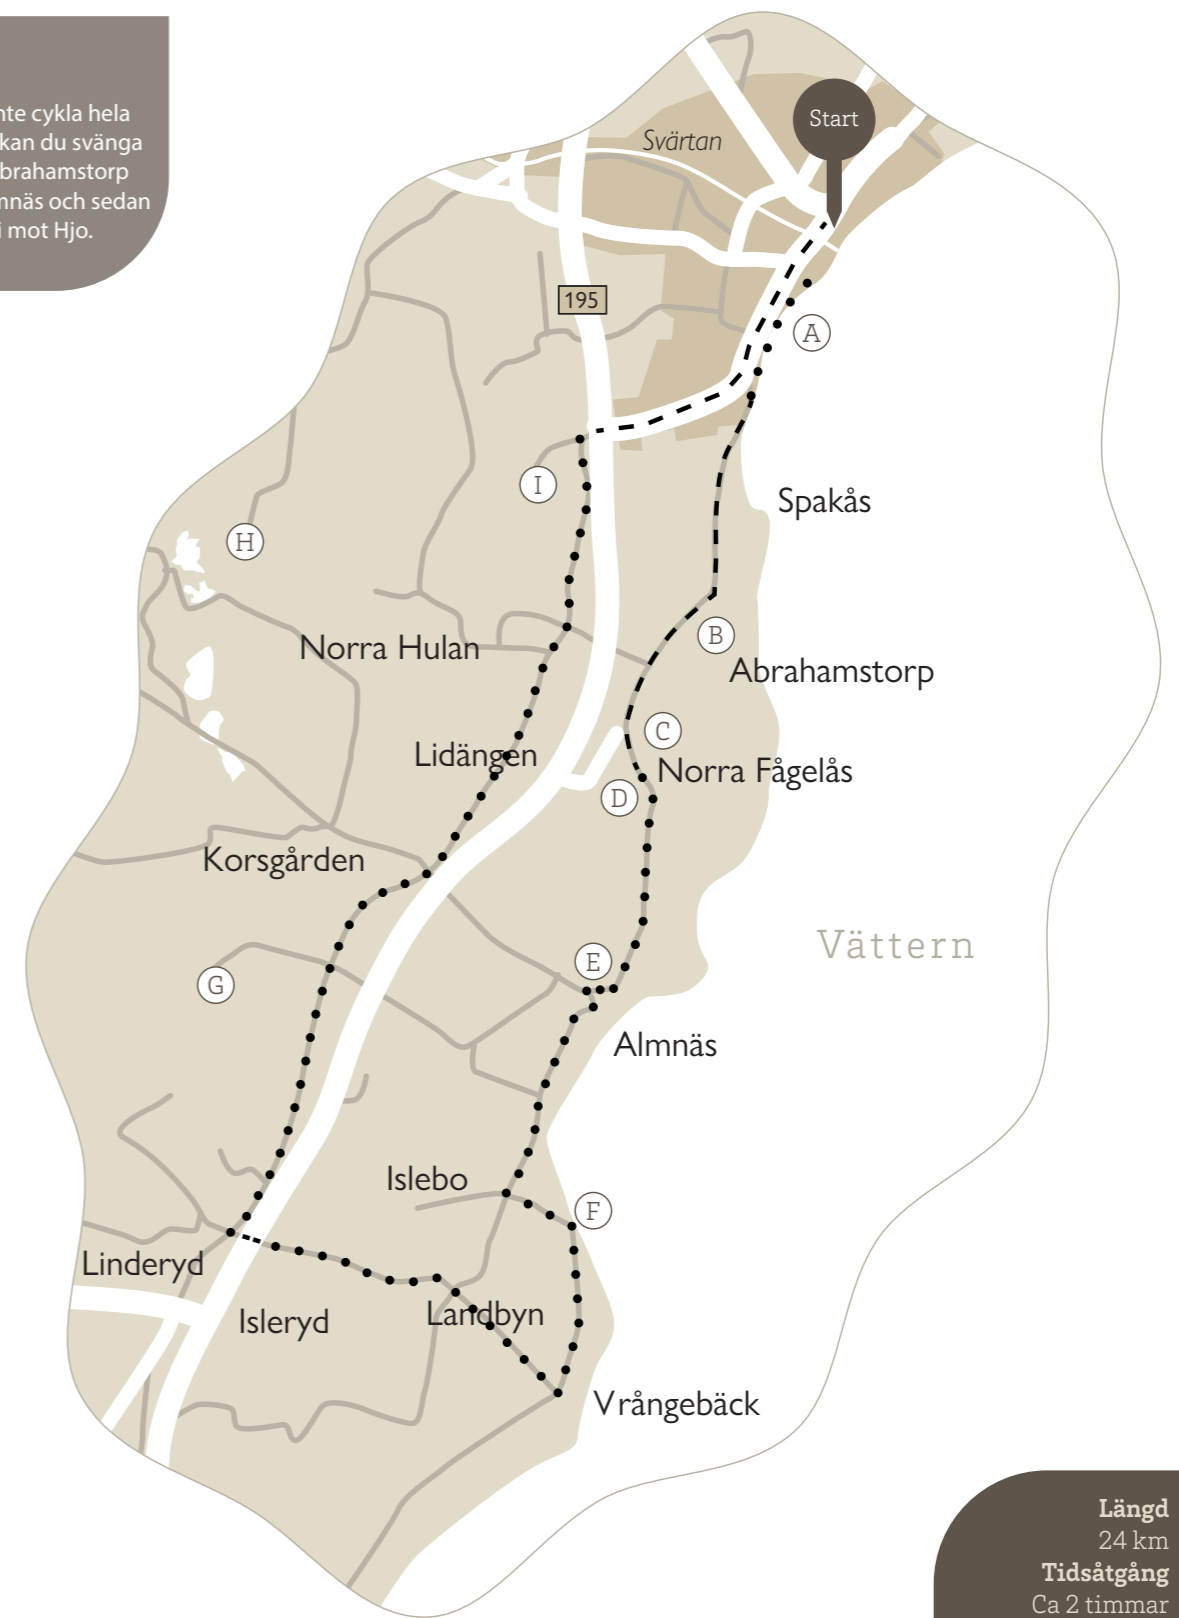 nte cykla hela
kan du svänga
brahamstorp
nnäs och sedan
i mot Hjo.
Start
Svärtan
195
A
Spakås
I
H
B
Norra Hulan
Abrahamstorp
C
Lidängen
Norra Fågelås
D
Korsgården
Vättern
E
G
Almnäs
Islebo
F
Linderyd
Isleryd
Landbyn
Vrångebäck
Längd
24 km
Tidsåtgång
Ca 2 timmar